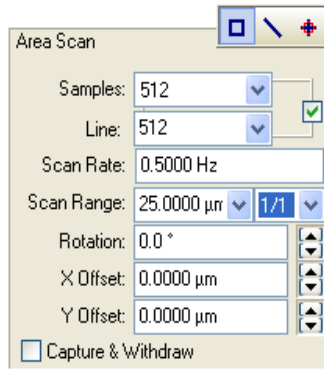 Area Scan
Samples: 512
Line: 512
Scan Rate: 0.5000 Hz
Scan Range: 25.0000 µm 1/1
Rotation: 0.0 °
X Offset: 0.0000 µm
Y Offset: 0.0000 µm
Capture & Withdraw